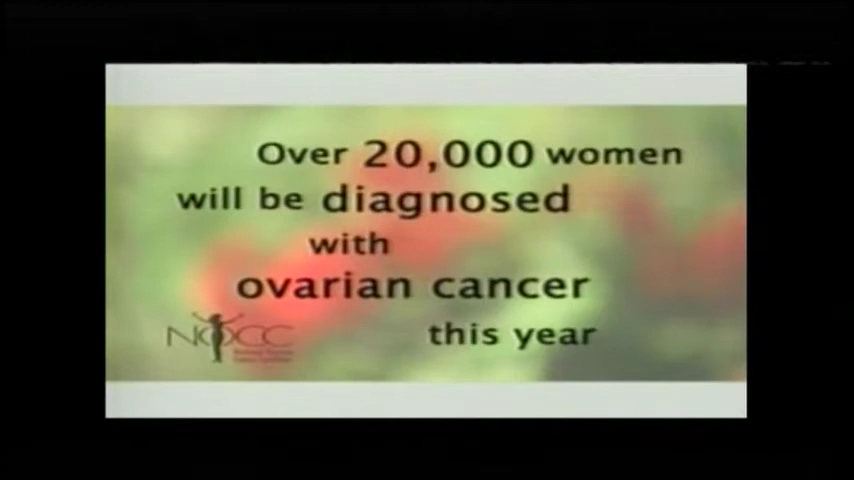 Over 20,000 women
will be diagnosed
with
ovarian cancer
this year
NOCC